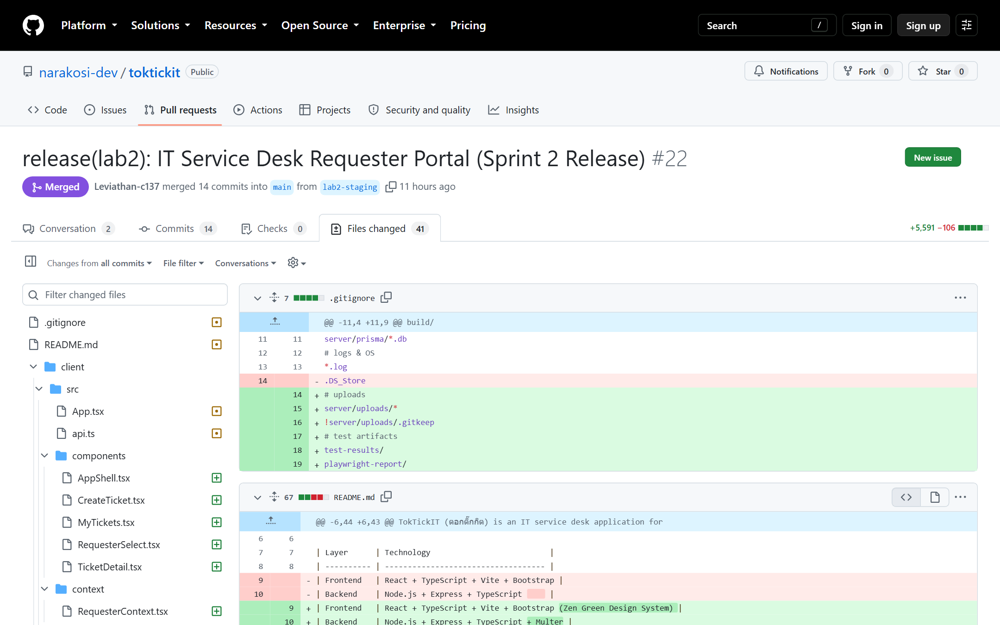 Platform Solutions Resources Open Source Enterprise Pricing Search / Sign in Sign up
narakosi-dev / toktickit Public Notifications Fork 0 Star 0
Code Issues Pull requests Actions Projects Security and quality Insights
release(lab2): IT Service Desk Requester Portal (Sprint 2 Release) #22 New issue
Merged Leviathan-c137 merged 14 commits into main from lab2-staging 11 hours ago
Conversation 2 Commits 14 Checks 0 Files changed 41 +5,591 −106
Changes from all commits File filter Conversations
Filter changed files
.gitignore
README.md
client
src
App.tsx
api.ts
components
AppShell.tsx
CreateTicket.tsx
MyTickets.tsx
RequesterSelect.tsx
TicketDetail.tsx
context
RequesterContext.tsx
7 .gitignore
@@ -11,4 +11,9 @@ build/
11 11 server/prisma/*.db
12 12 # logs & OS
13 13 *.log
14 - .DS_Store
14 + # uploads
15 + server/uploads/*
16 + !server/uploads/.gitkeep
17 + # test artifacts
18 + test-results/
19 + playwright-report/
67 README.md
@@ -6,44 +6,43 @@ TokTickIT (ตอกติ๊กกิต) is an IT service desk application for
6 6
7 7 | Layer | Technology |
8 8 | ---------- | ----------------------------------- |
9 - | Frontend | React + TypeScript + Vite + Bootstrap |
10 - | Backend | Node.js + Express + TypeScript |
9 + | Frontend | React + TypeScript + Vite + Bootstrap (Zen Green Design System) |
10 + | Backend | Node.js + Express + TypeScript + Multer |